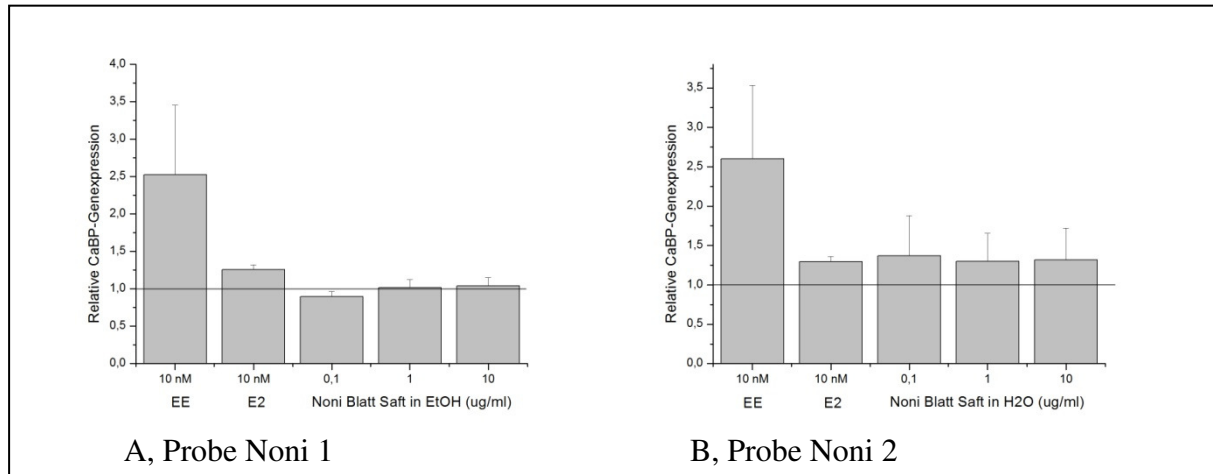 4,0
3,5
3,0
2,5
2,0
1,5
1,0
0,5
0,0
Relative CaBP-Genexpression
10 nM 10 nM 0,1 1 10
EE E2 Noni Blatt Saft in EtOH (ug/ml)
A, Probe Noni 1
3,5
3,0
2,5
2,0
1,5
1,0
0,5
0,0
Relative CaBP-Genexpression
10 nM 10 nM 0,1 1 10
EE E2 Noni Blatt Saft in H2O (ug/ml)
B, Probe Noni 2